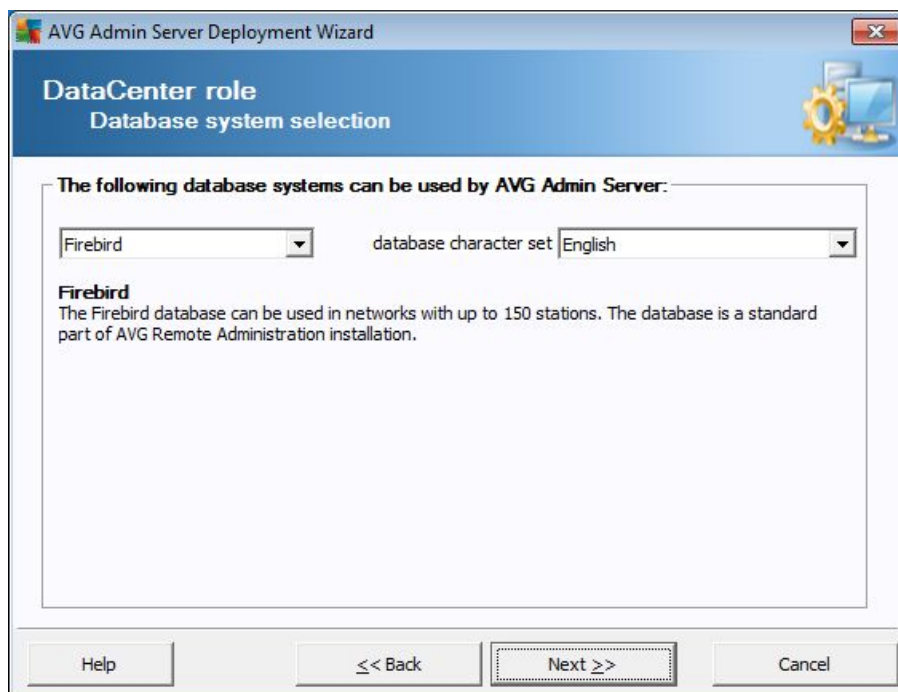 AVG Admin Server Deployment Wizard
DataCenter role
Database system selection
The following database systems can be used by AVG Admin Server:
Firebird database character set English
Firebird
The Firebird database can be used in networks with up to 150 stations. The database is a standard
part of AVG Remote Administration installation.
Help << Back Next >> Cancel